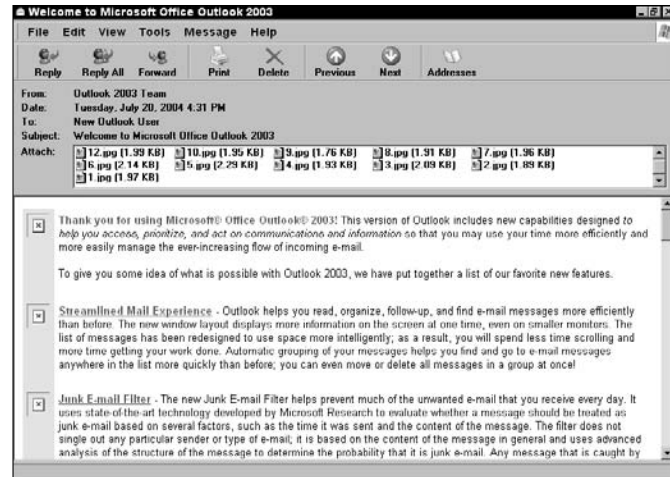 Welcome to Microsoft Office Outlook 2003
File Edit View Tools Message Help
Reply Reply All Forward Print Delete Previous Next Addresses
From: Outlook 2003 Team
Date: Tuesday, July 20, 2004 4:31 PM
To: New Outlook User
Subject: Welcome to Microsoft Office Outlook 2003
Attach: 12.jpg (1.99 KB) 10.jpg (1.95 KB) 9.jpg (1.76 KB) 8.jpg (1.91 KB) 7.jpg (1.96 KB)
6.jpg (2.14 KB) 5.jpg (2.29 KB) 4.jpg (1.93 KB) 3.jpg (2.09 KB) 2.jpg (1.89 KB)
1.jpg (1.97 KB)
Thank you for using Microsoft® Office Outlook® 2003! This version of Outlook includes new capabilities designed to
help you access, prioritize, and act on communications and information so that you may use your time more efficiently and
more easily manage the ever-increasing flow of incoming e-mail.
To give you some idea of what is possible with Outlook 2003, we have put together a list of our favorite new features.
Streamlined Mail Experience - Outlook helps you read, organize, follow-up, and find e-mail messages more efficiently
than before. The new window layout displays more information on the screen at one time, even on smaller monitors. The
list of messages has been redesigned to use space more intelligently; as a result, you will spend less time scrolling and
more time getting your work done. Automatic grouping of your messages helps you find and go to e-mail messages
anywhere in the list more quickly than before; you can even move or delete all messages in a group at once!
Junk E-mail Filter - The new Junk E-mail Filter helps prevent much of the unwanted e-mail that you receive every day. It
uses state-of-the-art technology developed by Microsoft Research to evaluate whether a message should be treated as
junk e-mail based on several factors, such as the time it was sent and the content of the message. The filter does not
single out any particular sender or type of e-mail; it is based on the content of the message in general and uses advanced
analysis of the structure of the message to determine the probability that it is junk e-mail. Any message that is caught by